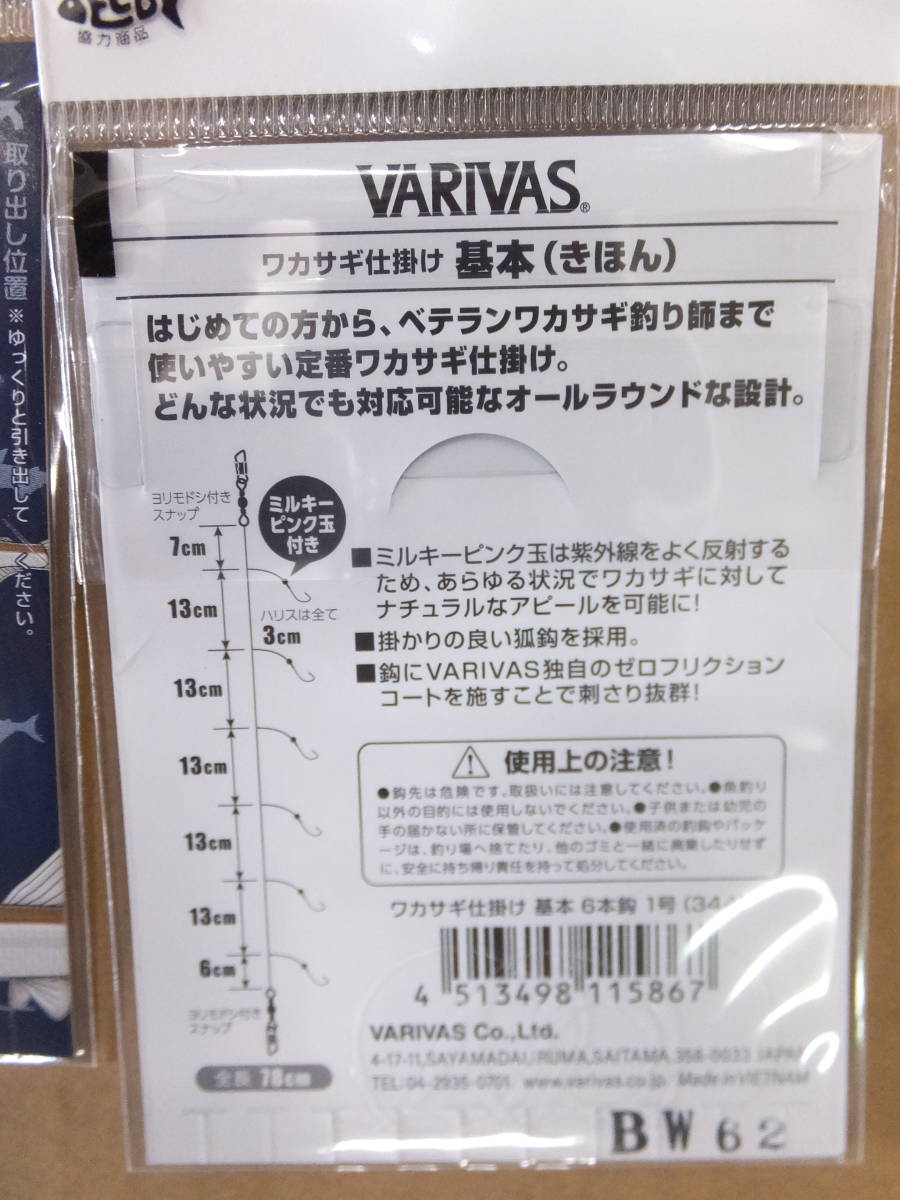 協力商品
取り出し位置
※ゆっくりと引き出して
ください。
VARIVAS®
ワカサギ仕掛け 基本(きほん)
はじめての方から、ベテランワカサギ釣り師まで
使いやすい定番ワカサギ仕掛け。
どんな状況でも対応可能なオールラウンドな設計。
ヨリモドシ付き
スナップ
ミルキー
ピンク玉
付き
7cm
13cm
ハリスは全て
3cm
13cm
13cm
13cm
13cm
6cm
ヨリモドシ付き
スナップ
全長 78cm
■ミルキーピンク玉は紫外線をよく反射する
ため、あらゆる状況でワカサギに対して
ナチュラルなアピールを可能に!
■掛かりの良い狐鈎を採用。
■鈎にVARIVAS独自のゼロフリクション
コートを施すことで刺さり抜群!
使用上の注意!
●鈎先は危険です。取扱いには注意してください。●魚釣り
以外の目的には使用しないでください。●子供または幼児の
手の届かない所に保管してください。●使用済の釣鈎やパッケ
ージは、釣り場へ捨てたり、他のゴミと一緒に廃棄したりせず
に、安全に持ち帰り責任を持って処分してください。
ワカサギ仕掛け 基本 6本鈎 1号
4 513498 115867
VARIVAS Co.,Ltd.
4-17-11,SAYAMADAI,IRUMA,SAITAMA,358-0033 JAPAN
TEL:04-2935-0701 www.varivas.co.jp Made in VIETNAM
BW62